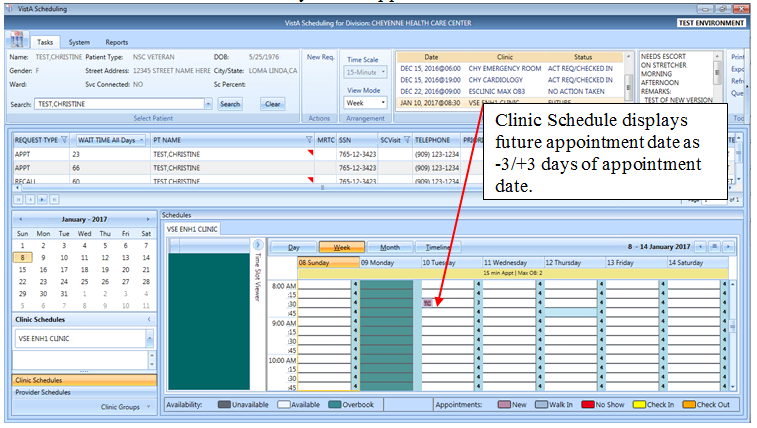 VistA Scheduling
VistA Scheduling for Division: CHEYENNE HEALTH CARE CENTER
TEST ENVIRONMENT
Tasks System Reports
Name: TEST,CHRISTINE Patient Type: NSC VETERAN DOB: 5/25/1976
Gender: F Street Address: 12345 STREET NAME HERE City/State: LOMA LINDA,CA
Ward: Svc Connected: NO Sc Percent:
Search: TEST,CHRISTINE Search Clear
Select Patient
New Req.
Actions
Time Scale
15-Minute
View Mode
Week
Arrangement
Date Clinic Status
DEC 15, 2016@06:00 CHY EMERGENCY ROOM ACT REQ/CHECKED IN
DEC 15, 2016@19:00 CHY CARDIOLOGY ACT REQ/CHECKED IN
DEC 22, 2016@09:00 ESCLINIC MAX OB3 NO ACTION TAKEN
JAN 10, 2017@08:30 VSE ENH1 CLINIC FUTURE
NEEDS ESCORT
ON STRETCHER
MORNING
AFTERNOON
REMARKS:
TEST OF NEW VERSION
Print
Expo
Refre
Que
Too
Clinic Schedule displays
future appointment date as
-3/+3 days of appointment
date.
REQUEST TYPE WAIT TIME All Days PT NAME MRTC SSN SCVisit TELEPHONE
APPT 23 TEST,CHRISTINE 765-12-3423 (909) 123-1234
APPT 66 TEST,CHRISTINE 765-12-3423 (909) 123-1234
RECALL 60 TEST,CHRISTINE 765-12-3423 (909) 123-1234
Page 1 of 1
January - 2017
Sun Mon Tue Wed Thu Fri Sat
1 2 3 4 5 6 7
8 9 10 11 12 13 14
15 16 17 18 19 20 21
22 23 24 25 26 27 28
29 30 31 1 2 3 4
5 6 7 8 9 10 11
Clinic Schedules
VSE ENH1 CLINIC
Clinic Schedules
Provider Schedules
Clinic Groups
Schedules
VSE ENH1 CLINIC
Time Slot Viewer
Day Week Month Timeline 8 - 14 January 2017
08 Sunday 09 Monday 10 Tuesday 11 Wednesday 12 Thursday 13 Friday 14 Saturday
15 min Appt | Max OB: 2
8:00 AM 4 4 4 4 4 4
:15 4 4 4 4 4 4
:30 4 TC 3 4 4 4 4
:45 4 4 4 4 4 4
9:00 AM 4 4 4 4 4 4
:15 4 4 4 4 4 4
:30 4 4 4 4 4 4
:45 4 4 4 4 4 4
10:00 AM 4 4 4 4 4 4
:15 4 4 4 4 4 4
:30 4 4 4 4 4 4
:45 4 4 4 4 4 4
Availability: Unavailable Available Overbook Appointments: New Walk In No Show Check In Check Out